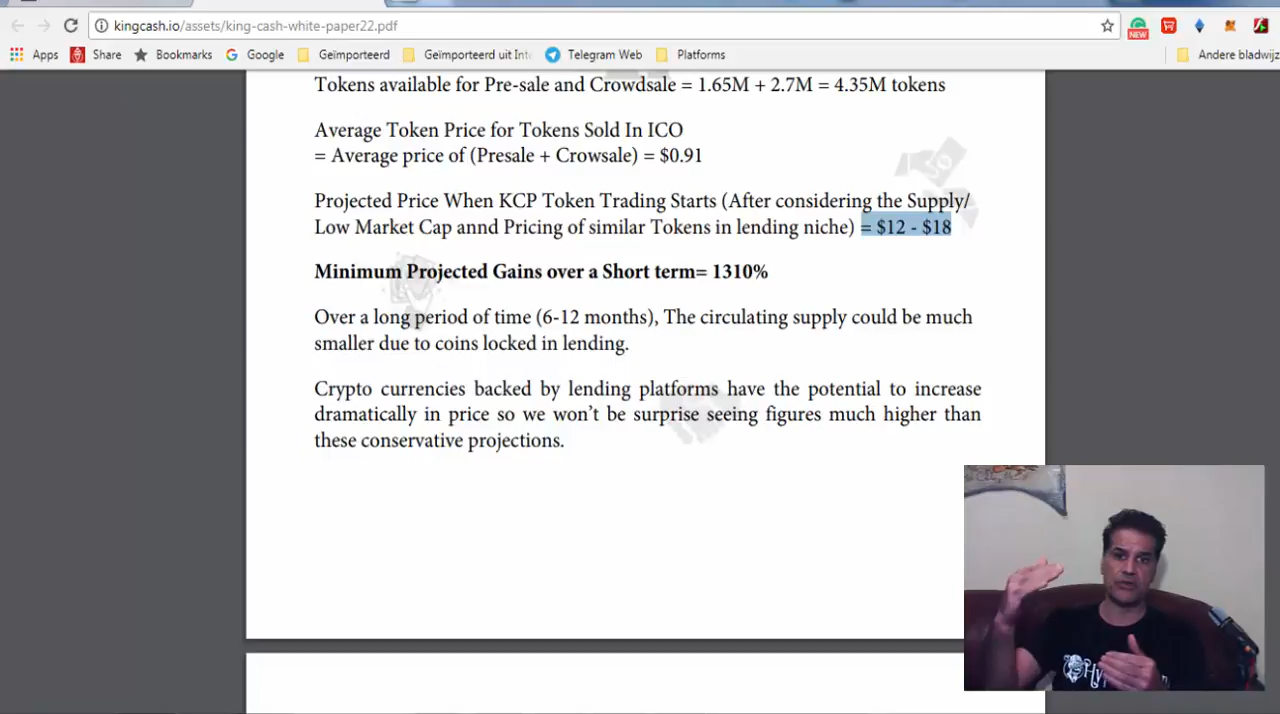 kingcash.io/assets/king-cash-white-paper22.pdf
NEW
Apps Share Bookmarks Google Geïmporteerd Geïmporteerd uit Int Telegram Web Platforms Andere bladwijz
Tokens available for Pre-sale and Crowdsale = 1.65M + 2.7M = 4.35M tokens
Average Token Price for Tokens Sold In ICO
= Average price of (Presale + Crowsale) = $0.91
Projected Price When KCP Token Trading Starts (After considering the Supply/
Low Market Cap annd Pricing of similar Tokens in lending niche) = $12 - $18
Minimum Projected Gains over a Short term= 1310%
Over a long period of time (6-12 months), The circulating supply could be much
smaller due to coins locked in lending.
Crypto currencies backed by lending platforms have the potential to increase
dramatically in price so we won't be surprise seeing figures much higher than
these conservative projections.